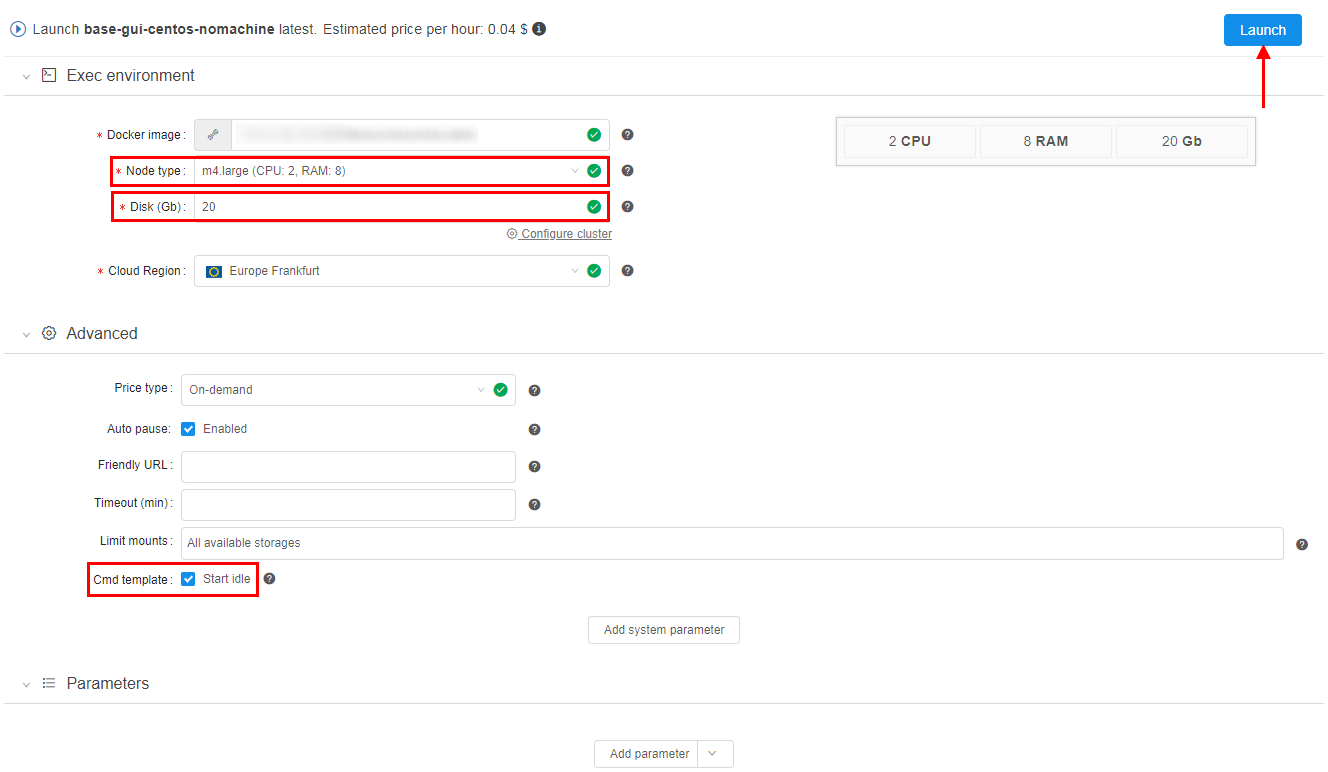 Launch base-gui-centos-nomachine latest. Estimated price per hour: 0.04 $
Launch
Exec environment
* Docker image:
2 CPU 8 RAM 20 Gb
* Node type: m4.large (CPU: 2, RAM: 8)
* Disk (Gb): 20
Configure cluster
* Cloud Region: Europe Frankfurt
Advanced
Price type: On-demand
Auto pause: Enabled
Friendly URL:
Timeout (min):
Limit mounts: All available storages
Cmd template: Start idle
Add system parameter
Parameters
Add parameter